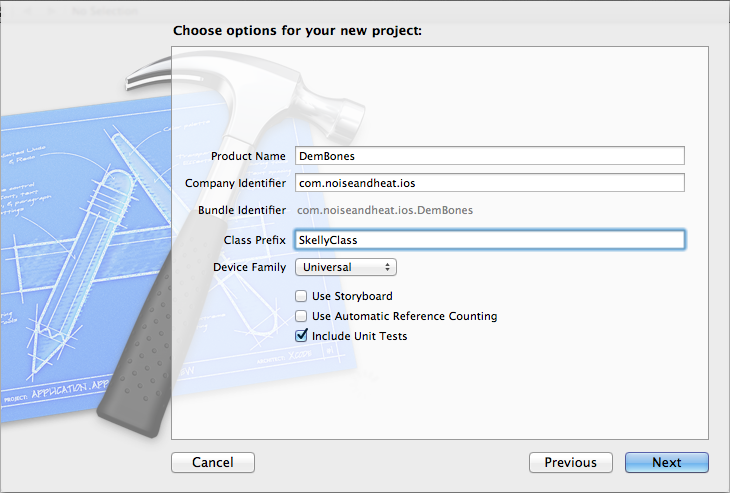 Choose options for your new project:
Product Name DemBones
Company Identifier com.noiseandheat.ios
Bundle Identifier com.noiseandheat.ios.DemBones
Class Prefix SkellyClass
Device Family Universal
Use Storyboard
Use Automatic Reference Counting
Include Unit Tests
PROJECT: APPLICATION.APP
Cancel Previous Next